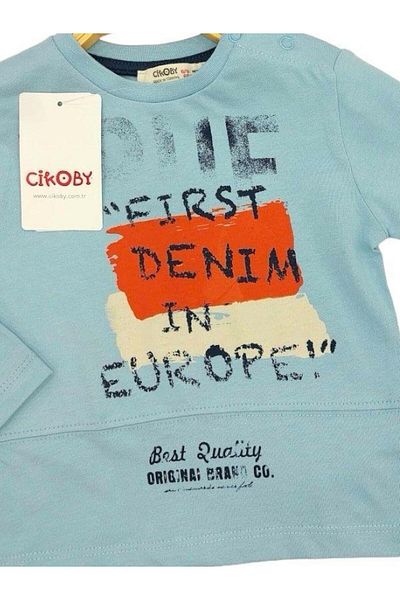 CiKOBY
CiKOBY
www.cikoby.com.tr
"FIRST
DENIM
IN
EUROPE!"
Best Quality
ORIGINAL BRAND CO.